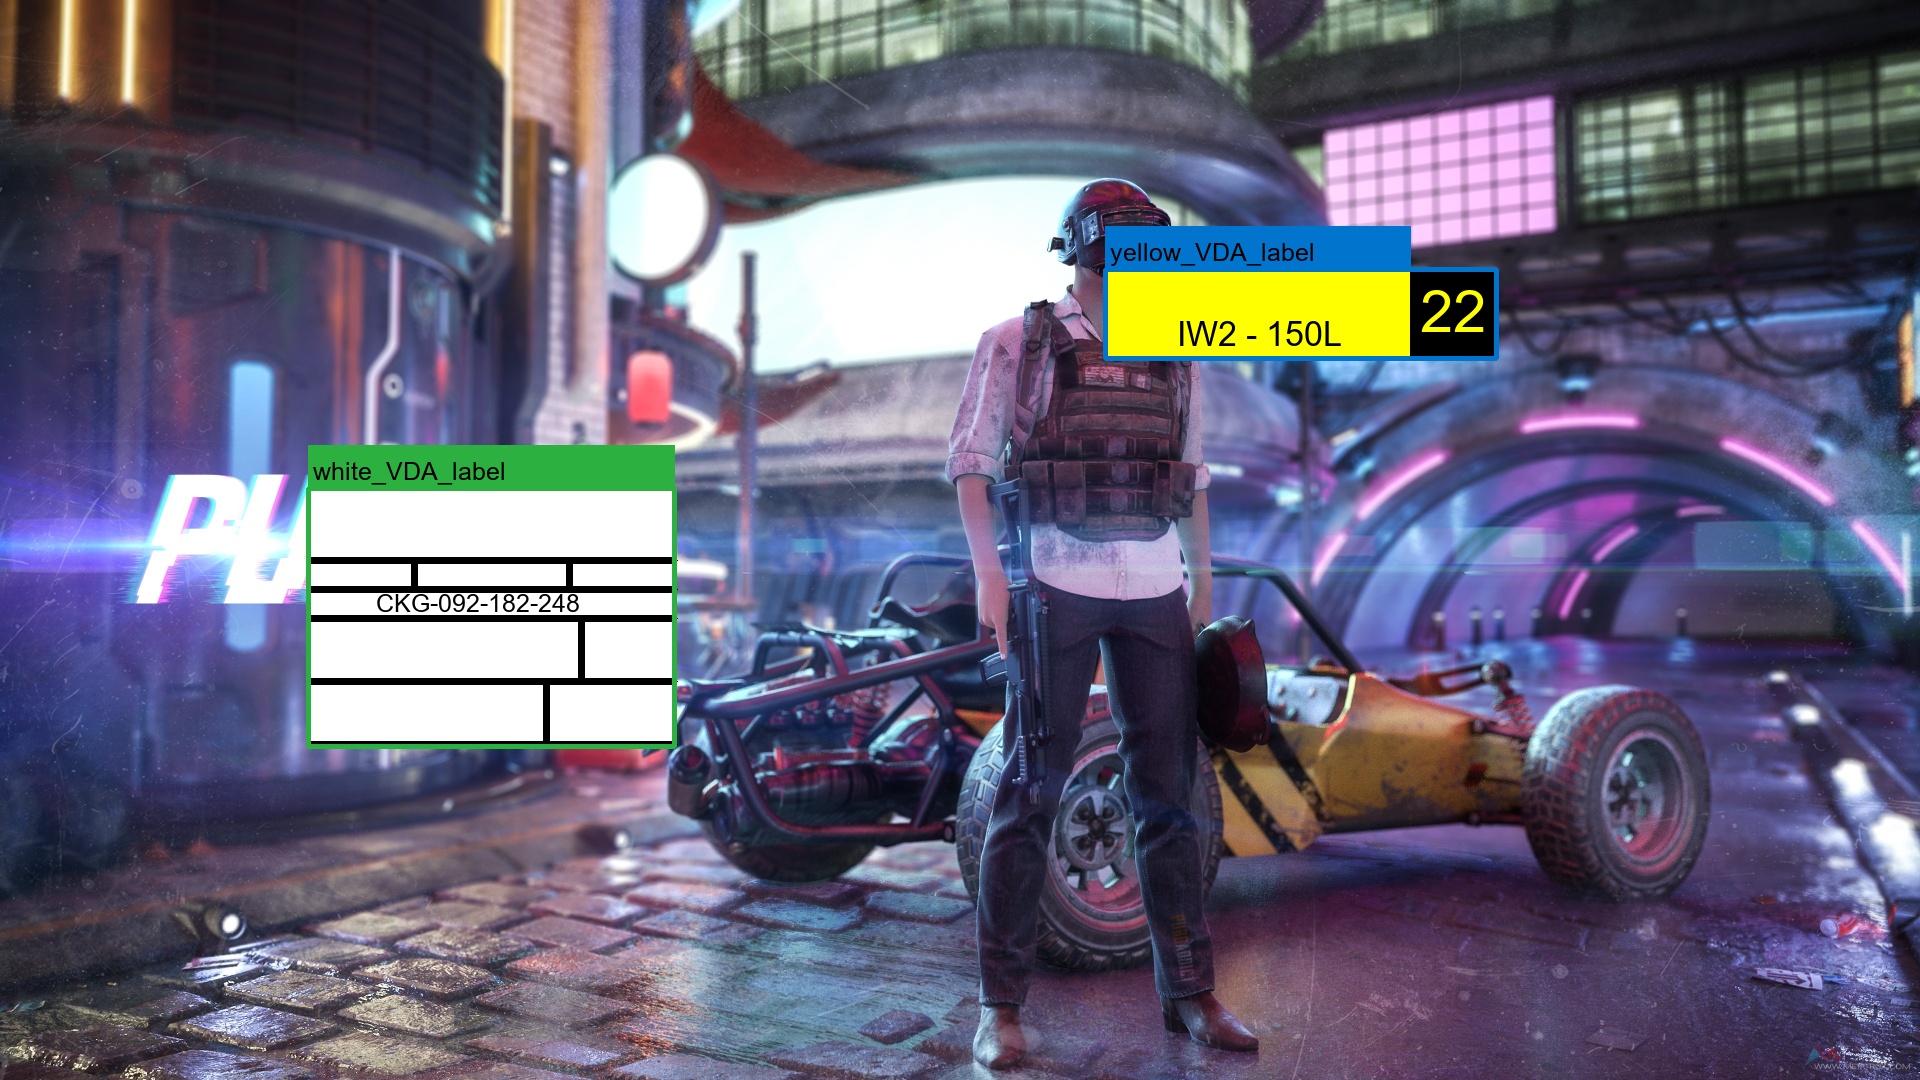 yellow_VDA_label
IW2 - 150L
22
white_VDA_label
CKG-092-182-248